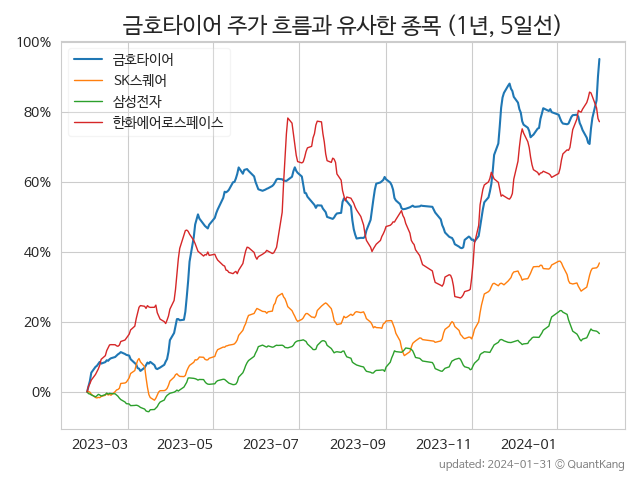 금호타이어 주가 흐름과 유사한 종목 (1년, 5일선)
100%
80%
60%
40%
20%
0%
금호타이어
SK스퀘어
삼성전자
한화에어로스페이스
2023-03 2023-05 2023-07 2023-09 2023-11 2024-01
updated: 2024-01-31 © QuantKang